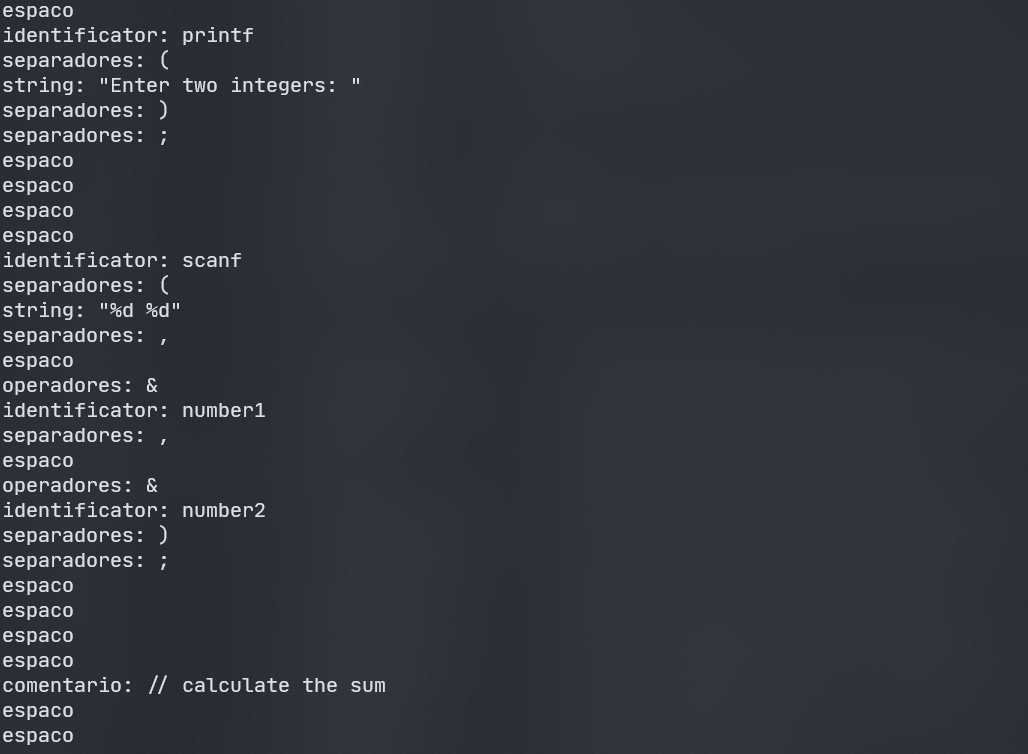 espaco
identificator: printf
separadores: (
string: "Enter two integers: "
separadores: )
separadores: ;
espaco
espaco
espaco
espaco
identificator: scanf
separadores: (
string: "%d %d"
separadores: ,
espaco
operadores: &
identificator: number1
separadores: ,
espaco
operadores: &
identificator: number2
separadores: )
separadores: ;
espaco
espaco
espaco
espaco
comentario: // calculate the sum
espaco
espaco